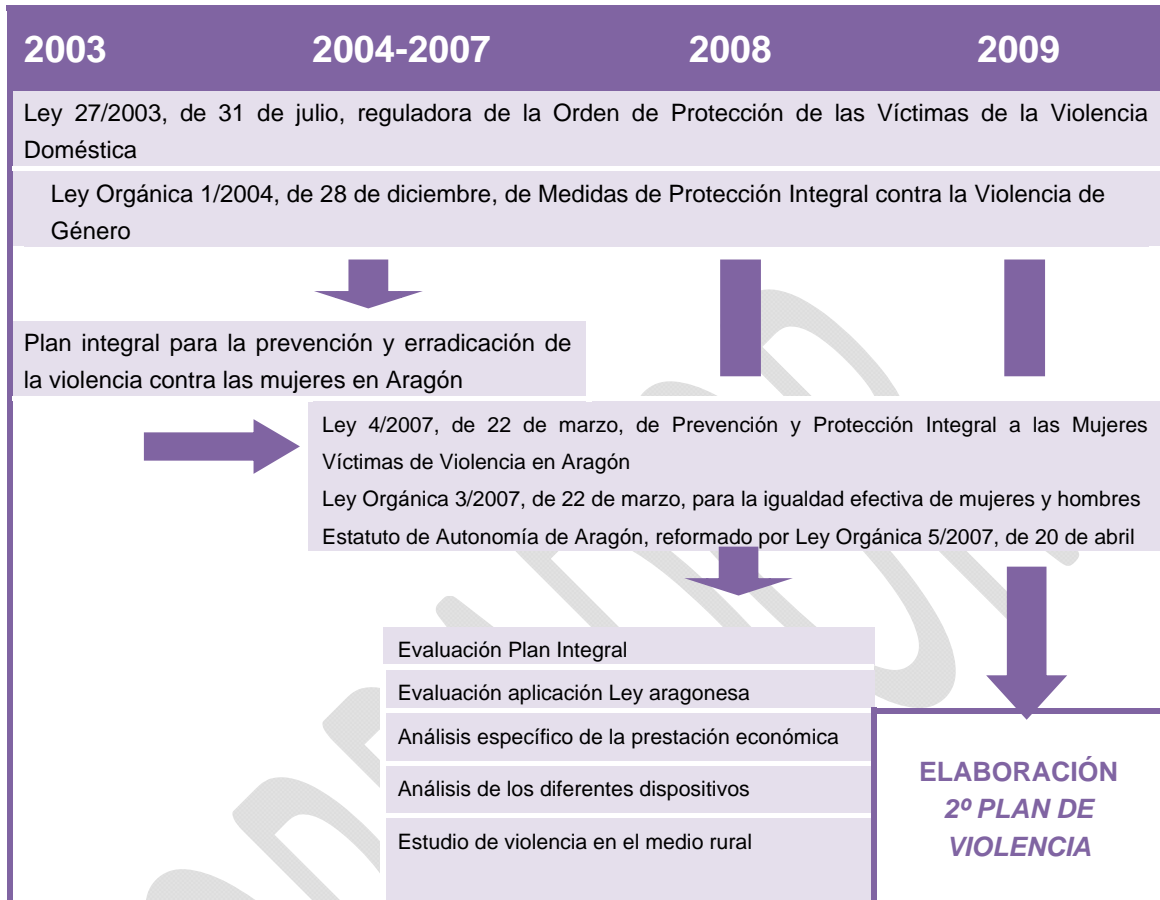 2003 2004-2007 2008 2009
Ley 27/2003, de 31 de julio, reguladora de la Orden de Protección de las Víctimas de la Violencia
Doméstica
Ley Orgánica 1/2004, de 28 de diciembre, de Medidas de Protección Integral contra la Violencia de
Género
Plan integral para la prevención y erradicación de
la violencia contra las mujeres en Aragón
Ley 4/2007, de 22 de marzo, de Prevención y Protección Integral a las Mujeres
Víctimas de Violencia en Aragón
Ley Orgánica 3/2007, de 22 de marzo, para la igualdad efectiva de mujeres y hombres
Estatuto de Autonomía de Aragón, reformado por Ley Orgánica 5/2007, de 20 de abril
Evaluación Plan Integral
Evaluación aplicación Ley aragonesa
Análisis específico de la prestación económica
Análisis de los diferentes dispositivos
Estudio de violencia en el medio rural
ELABORACIÓN
2º PLAN DE
VIOLENCIA